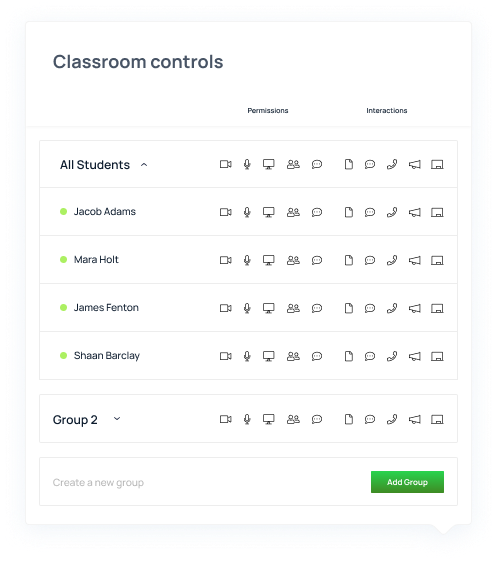 Classroom controls
Permissions Interactions
All Students
Jacob Adams
Mara Holt
James Fenton
Shaan Barclay
Group 2
Create a new group Add Group